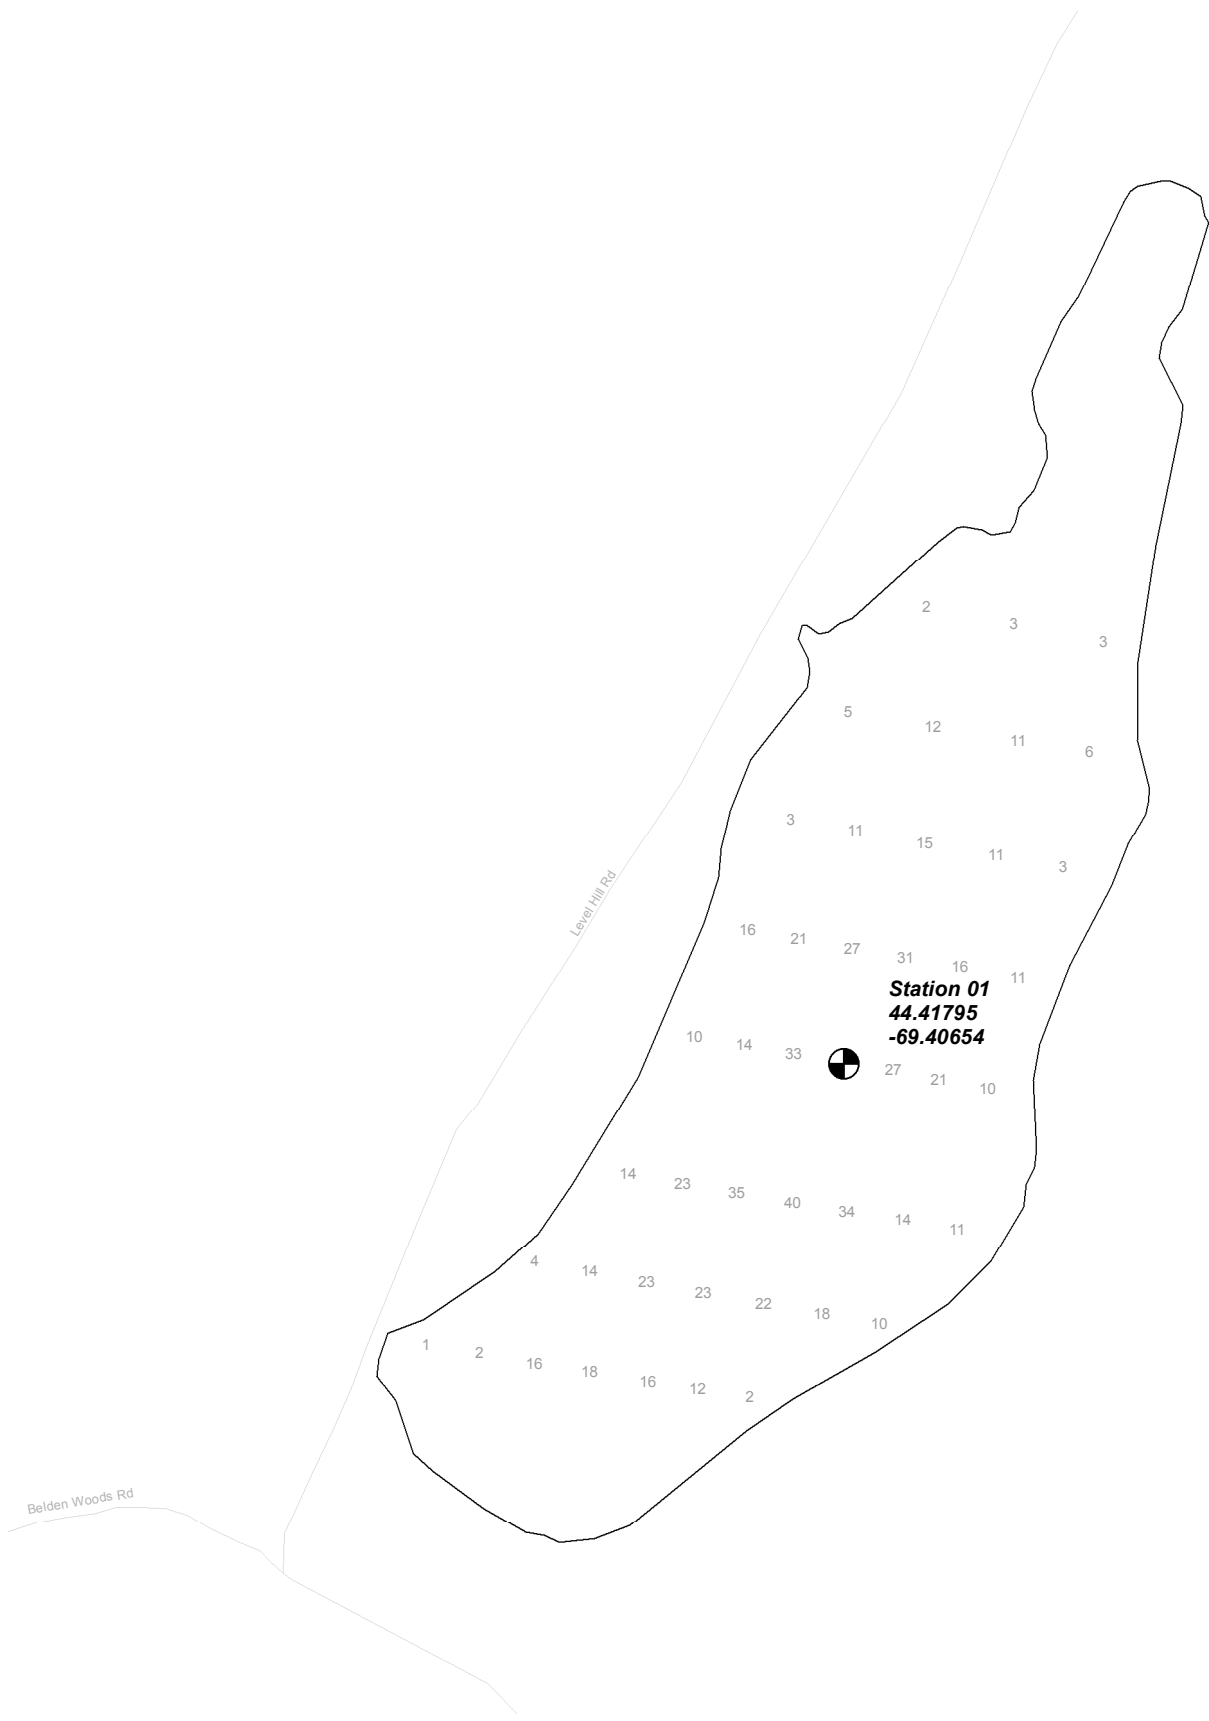 2 3 3
5 12 11 6
3 11 15 11 3
Level Hill Rd
16 21 27 31 16 11
Station 01
44.41795
-69.40654
10 14 33 27 21 10
14 23 35 40 34 14 11
4 14 23 23 22 18 10
1 2 16 18 16 12 2
Belden Woods Rd